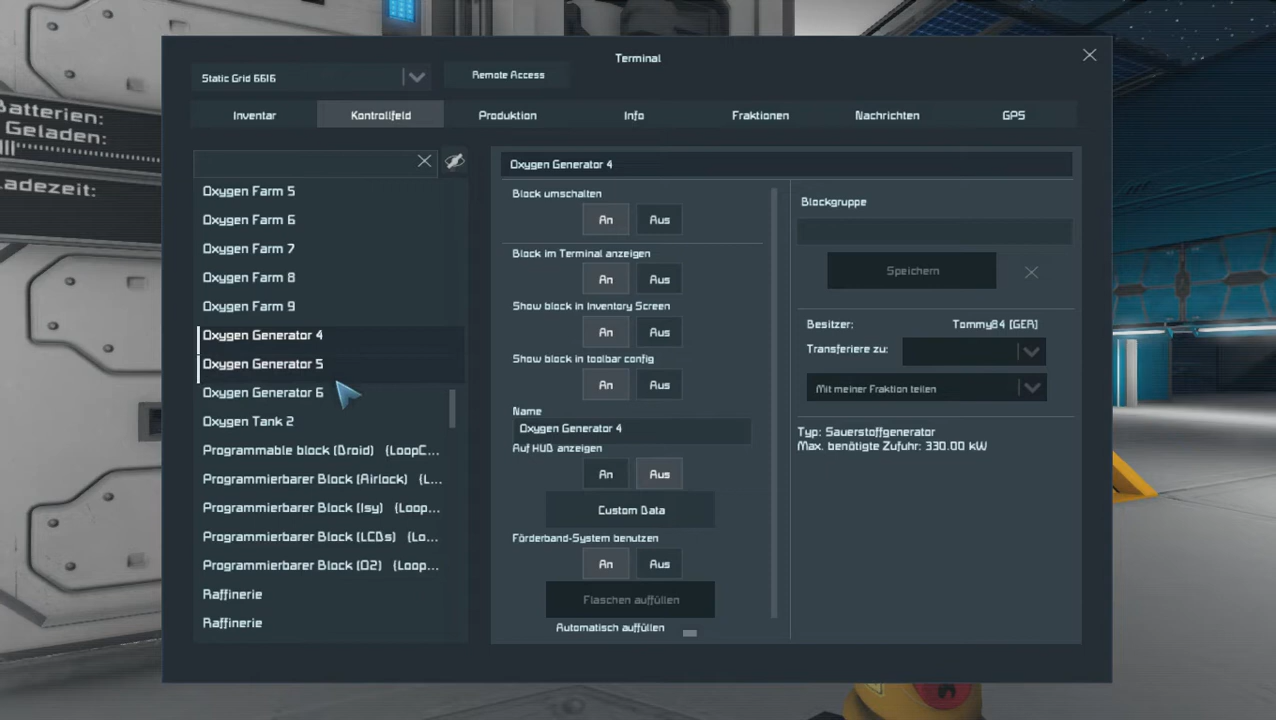 Batterien:
Geladen:
adezeit:
Terminal
Static Grid 6616
Remote Access
Inventar
Kontrollfeld
Produktion
Info
Fraktionen
Nachrichten
GPS
Oxygen Farm 5
Oxygen Farm 6
Oxygen Farm 7
Oxygen Farm 8
Oxygen Farm 9
Oxygen Generator 4
Oxygen Generator 5
Oxygen Generator 6
Oxygen Tank 2
Programmable block (Droid) (LoopC...
Programmierbarer Block (Airlock) (L...
Programmierbarer Block (Isy) (Loop...
Programmierbarer Block (LCDs) (Lo...
Programmierbarer Block (O2) (Loop...
Raffinerie
Raffinerie
Oxygen Generator 4
Block umschalten
An Aus
Block im Terminal anzeigen
An Aus
Show block in Inventory Screen
An Aus
Show block in toolbar config
An Aus
Name
Oxygen Generator 4
Auf HUD anzeigen
An Aus
Custom Data
Förderband-System benutzen
An Aus
Flaschen auffüllen
Automatisch auffüllen
Blockgruppe
Speichern
Besitzer: Tommy84 [GER]
Transferiere zu:
Mit meiner Fraktion teilen
Typ: Sauerstoffgenerator
Max. benötigte Zufuhr: 330.00 kW